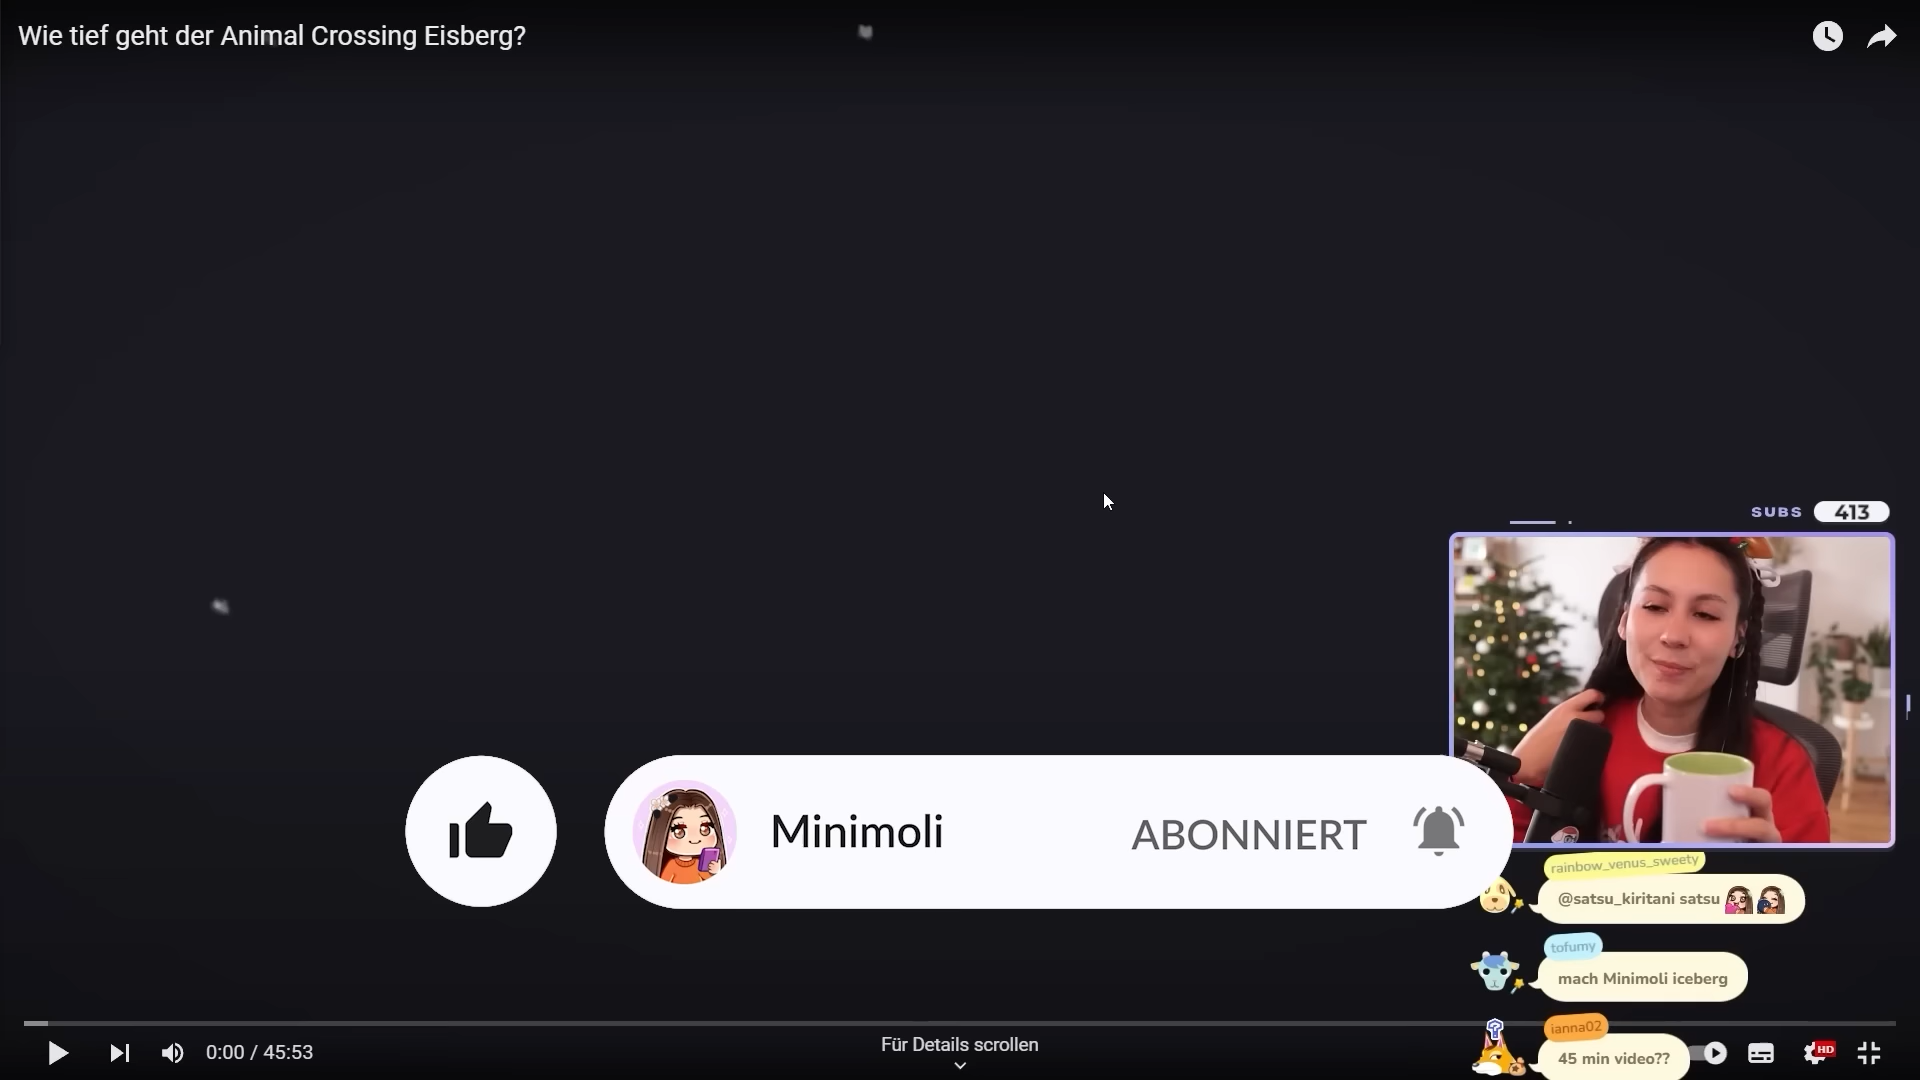 Wie tief geht der Animal Crossing Eisberg?
SUBS 413
Minimoli
ABONNIERT
rainbow_venus_sweety
@satsu_kiritani satsu
tofumy
mach Minimoli iceberg
ianna02
45 min video??
0:00 / 45:53
Für Details scrollen
HD